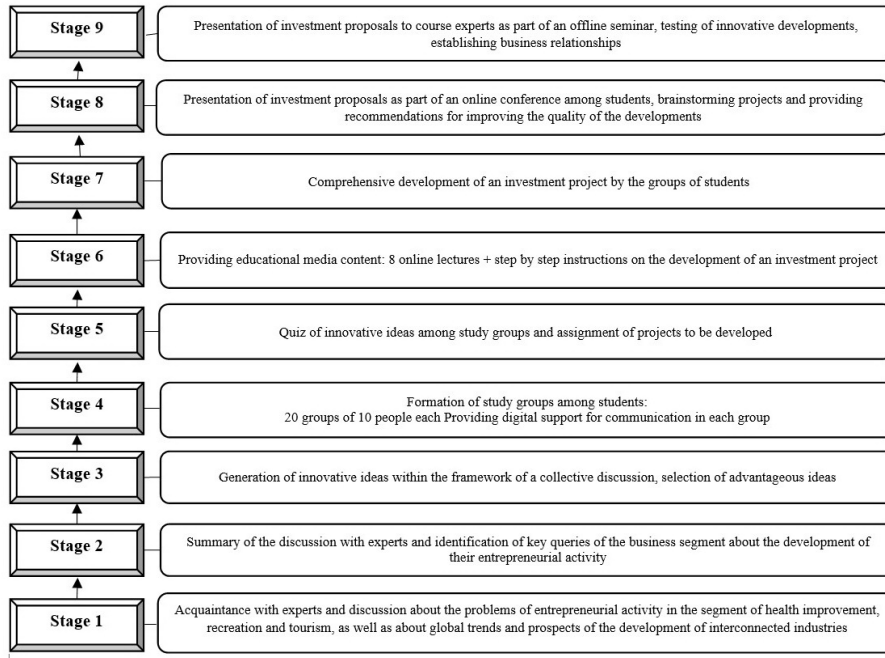 Stage 9
Presentation of investment proposals to course experts as part of an offline seminar, testing of innovative developments,
establishing business relationships
Stage 8
Presentation of investment proposals as part of an online conference among students, brainstorming projects and providing
recommendations for improving the quality of the developments
Stage 7
Comprehensive development of an investment project by the groups of students
Stage 6
Providing educational media content: 8 online lectures + step by step instructions on the development of an investment project
Stage 5
Quiz of innovative ideas among study groups and assignment of projects to be developed
Stage 4
Formation of study groups among students:
20 groups of 10 people each Providing digital support for communication in each group
Stage 3
Generation of innovative ideas within the framework of a collective discussion, selection of advantageous ideas
Stage 2
Summary of the discussion with experts and identification of key queries of the business segment about the development of
their entrepreneurial activity
Stage 1
Acquaintance with experts and discussion about the problems of entrepreneurial activity in the segment of health improvement,
recreation and tourism, as well as about global trends and prospects of the development of interconnected industries